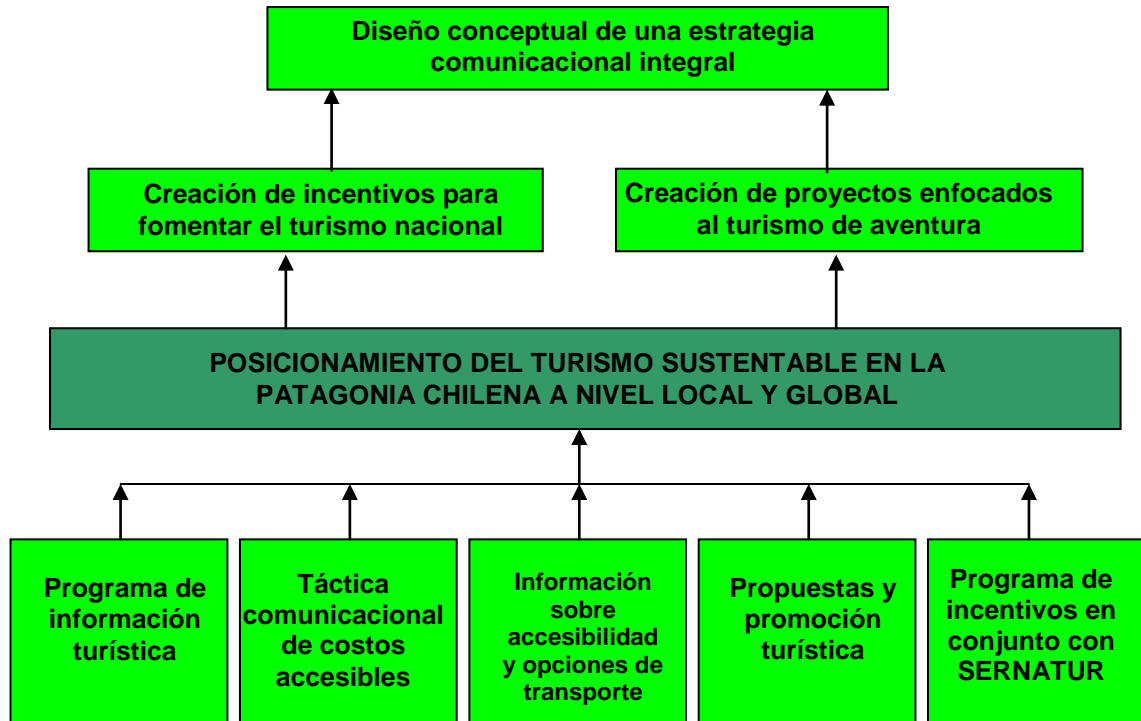 Diseño conceptual de una estrategia
comunicacional integral
Creación de incentivos para
fomentar el turismo nacional
Creación de proyectos enfocados
al turismo de aventura
POSICIONAMIENTO DEL TURISMO SUSTENTABLE EN LA
PATAGONIA CHILENA A NIVEL LOCAL Y GLOBAL
Programa de
información
turística
Táctica
comunicacional
de costos
accesibles
Información
sobre
accesibilidad
y opciones de
transporte
Propuestas y
promoción
turística
Programa de
incentivos en
conjunto con
SERNATUR